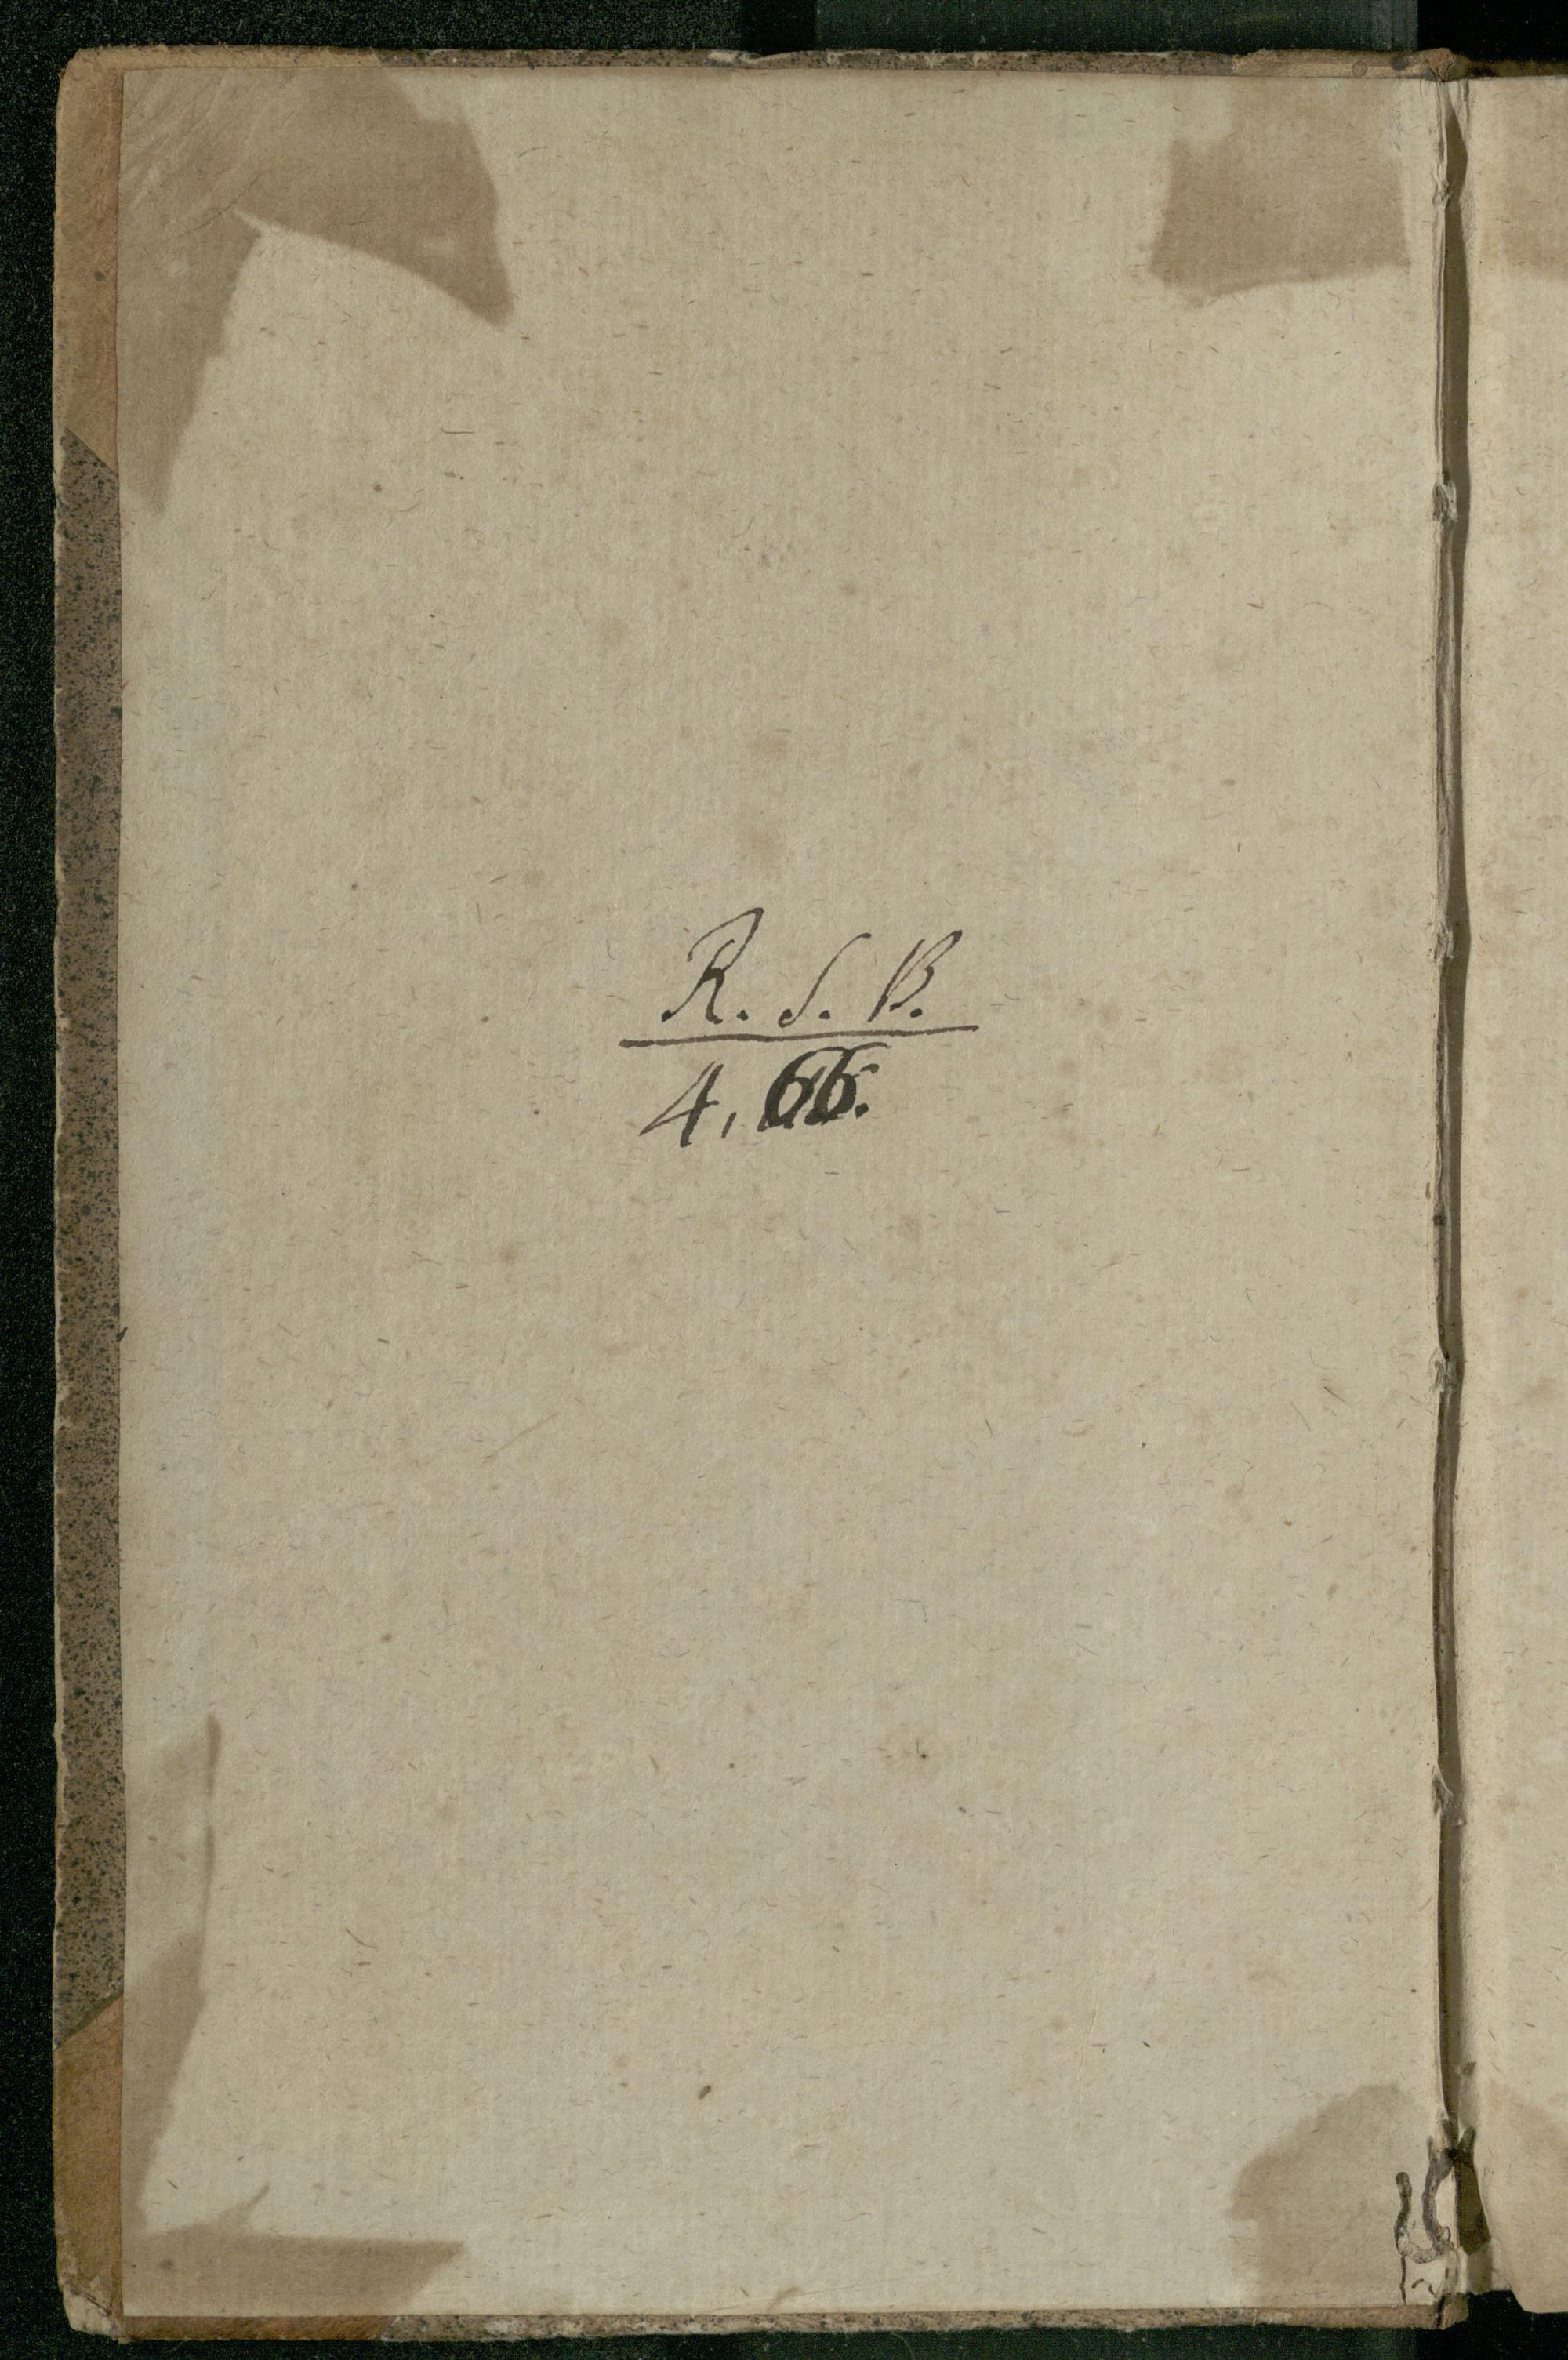 R. S. B.
4, 66.